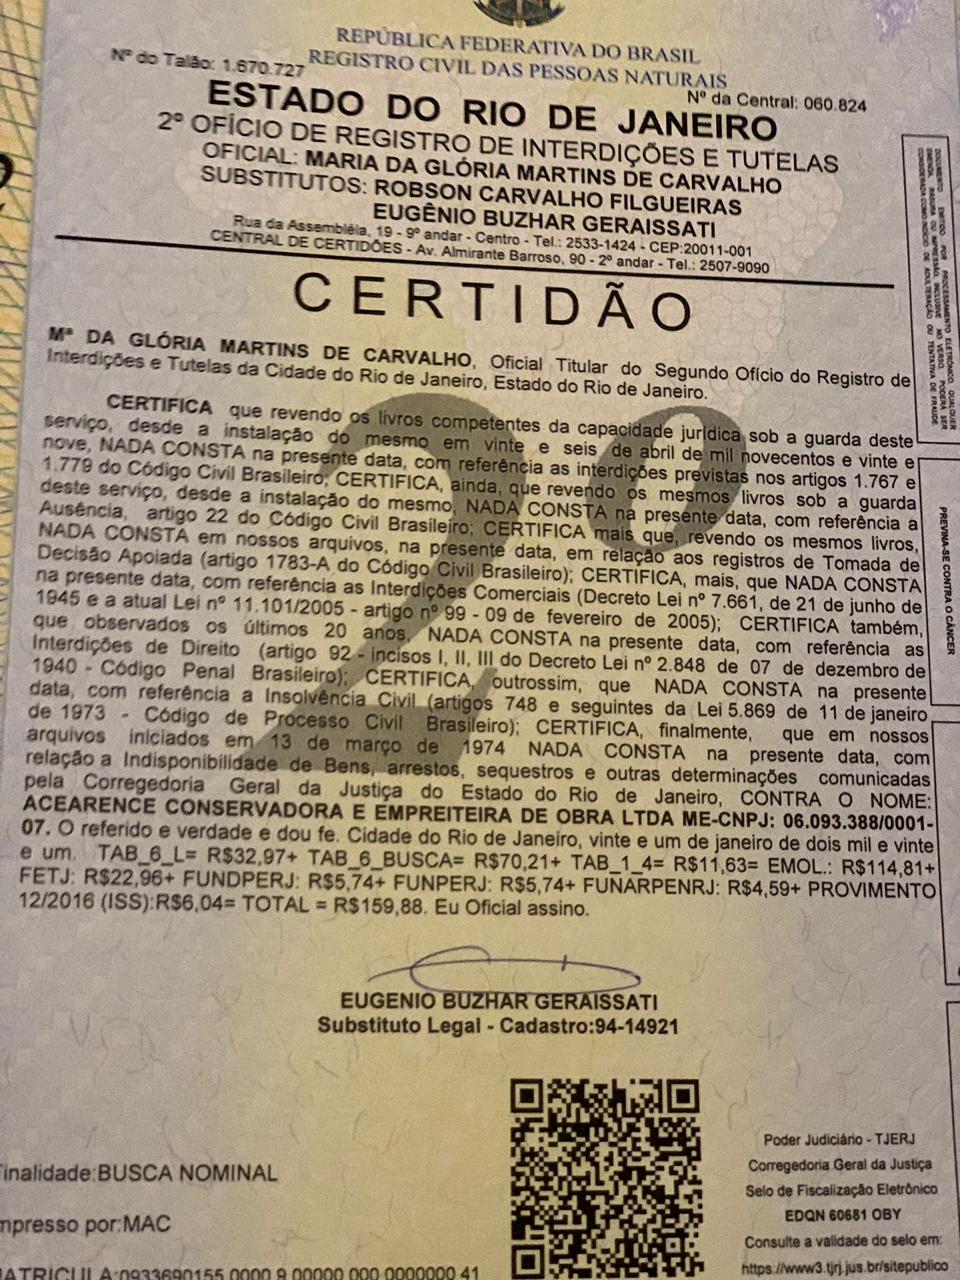 REPÚBLICA FEDERATIVA DO BRASIL
Nº do Talão: 1.670.727
REGISTRO CIVIL DAS PESSOAS NATURAIS
Nº da Central: 060.824
ESTADO DO RIO DE JANEIRO
2º OFÍCIO DE REGISTRO DE INTERDIÇÕES E TUTELAS
OFICIAL: MARIA DA GLÓRIA MARTINS DE CARVALHO
SUBSTITUTOS: ROBSON CARVALHO FILGUEIRAS
EUGÊNIO BUZHAR GERAISSATI
Rua da Assembléia, 19 - 9º andar - Centro - Tel.: 2533-1424 - CEP:20011-001
CENTRAL DE CERTIDÕES - Av. Almirante Barroso, 90 - 2º andar - Tel.: 2507-9090
CERTIDÃO
Mª DA GLÓRIA MARTINS DE CARVALHO, Oficial Titular do Segundo Ofício do Registro de
Interdições e Tutelas da Cidade do Rio de Janeiro, Estado do Rio de Janeiro.
CERTIFICA que revendo os livros competentes da capacidade jurídica sob a guarda deste
serviço, desde a instalação do mesmo em vinte e seis de abril de mil novecentos e vinte e
nove, NADA CONSTA na presente data, com referência as interdições previstas nos artigos 1.767 e
1.779 do Código Civil Brasileiro; CERTIFICA, ainda, que revendo os mesmos livros sob a guarda
deste serviço, desde a instalação do mesmo, NADA CONSTA na presente data, com referência a
Ausência, artigo 22 do Código Civil Brasileiro; CERTIFICA mais que, revendo os mesmos livros,
NADA CONSTA em nossos arquivos, na presente data, em relação aos registros de Tomada de
Decisão Apoiada (artigo 1783-A do Código Civil Brasileiro); CERTIFICA, mais, que NADA CONSTA
na presente data, com referência as Interdições Comerciais (Decreto Lei nº 7.661, de 21 de junho de
1945 e a atual Lei nº 11.101/2005 - artigo nº 99 - 09 de fevereiro de 2005); CERTIFICA também,
que observados os últimos 20 anos, NADA CONSTA na presente data, com referência as
Interdições de Direito (artigo 92 - incisos I, II, III do Decreto Lei nº 2.848 de 07 de dezembro de
1940 - Código Penal Brasileiro); CERTIFICA, outrossim, que NADA CONSTA na presente
data, com referência a Insolvência Civil (artigos 748 e seguintes da Lei 5.869 de 11 de janeiro
de 1973 - Código de Processo Civil Brasileiro); CERTIFICA, finalmente, que em nossos
arquivos iniciados em 13 de março de 1974 NADA CONSTA na presente data, com
relação a Indisponibilidade de Bens, arrestos, sequestros e outras determinações comunicadas
pela Corregedoria Geral da Justiça do Estado do Rio de Janeiro, CONTRA O NOME:
ACEARENCE CONSERVADORA E EMPREITEIRA DE OBRA LTDA ME-CNPJ: 06.093.388/0001-
07. O referido e verdade e dou fe. Cidade do Rio de Janeiro, vinte e um de janeiro de dois mil e vinte
e um. TAB_6_L= R$32,97+ TAB_6_BUSCA= R$70,21+ TAB_1_4= R$11,63= EMOL.: R$114,81+
FETJ: R$22,96+ FUNDPERJ: R$5,74+ FUNPERJ: R$5,74+ FUNARPENRJ: R$4,59+ PROVIMENTO
12/2016 (ISS):R$6,04= TOTAL = R$159,88. Eu Oficial assino.
EUGENIO BUZHAR GERAISSATI
Substituto Legal - Cadastro:94-14921
inalidade:BUSCA NOMINAL
mpresso por:MAC
ATRICULA:0933690155 0000 9 00000 000 0000000 41
Poder Judiciário - TJERJ
Corregedoria Geral da Justiça
Selo de Fiscalização Eletrônico
EDQN 60681 OBY
Consulte a validade do selo em:
https://www3.tjrj.jus.br/sitepublico
DOCUMENTO EMITIDO POR PROCESSAMENTO ELETRÔNICO. QUALQUER
EMENDA, RASURA OU IMPRESSÃO, INCLUSIVE NO VERSO, PODERÁ SER
CONSIDERADA COMO INDÍCIO DE ADULTERAÇÃO OU TENTATIVA DE FRAUDE
PREVINA-SE CONTRA O CÂNCER
2º